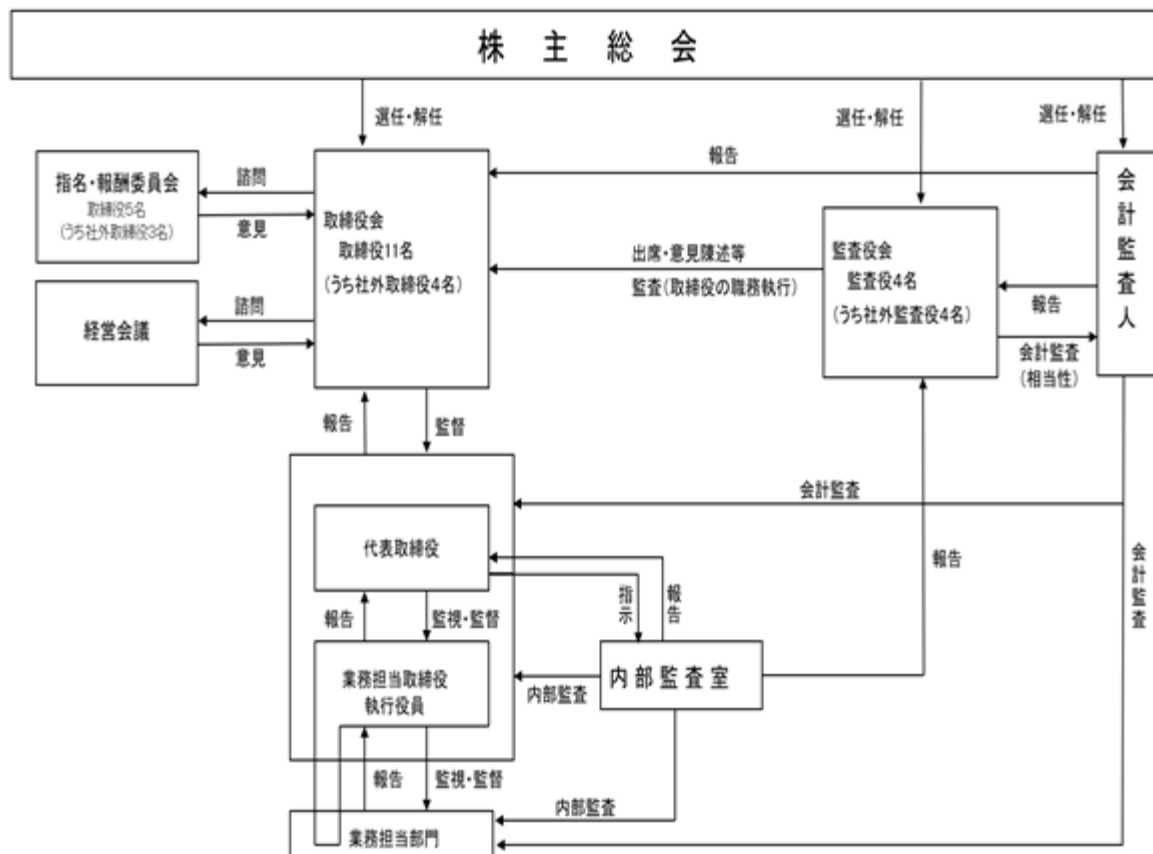 株主総会
選任・解任
選任・解任
選任・解任
報告
指名・報酬委員会
取締役5名
(うち社外取締役3名)
諮問
意見
取締役会
取締役11名
(うち社外取締役4名)
出席・意見陳述等
監査(取締役の職務執行)
監査役会
監査役4名
(うち社外監査役4名)
会計監査人
報告
会計監査
(相当性)
経営会議
諮問
意見
報告
監督
会計監査
代表取締役
報告
監視・監督
指示
報告
報告
会計監査
業務担当取締役
執行役員
内部監査
内部監査室
報告
監視・監督
内部監査
業務担当部門